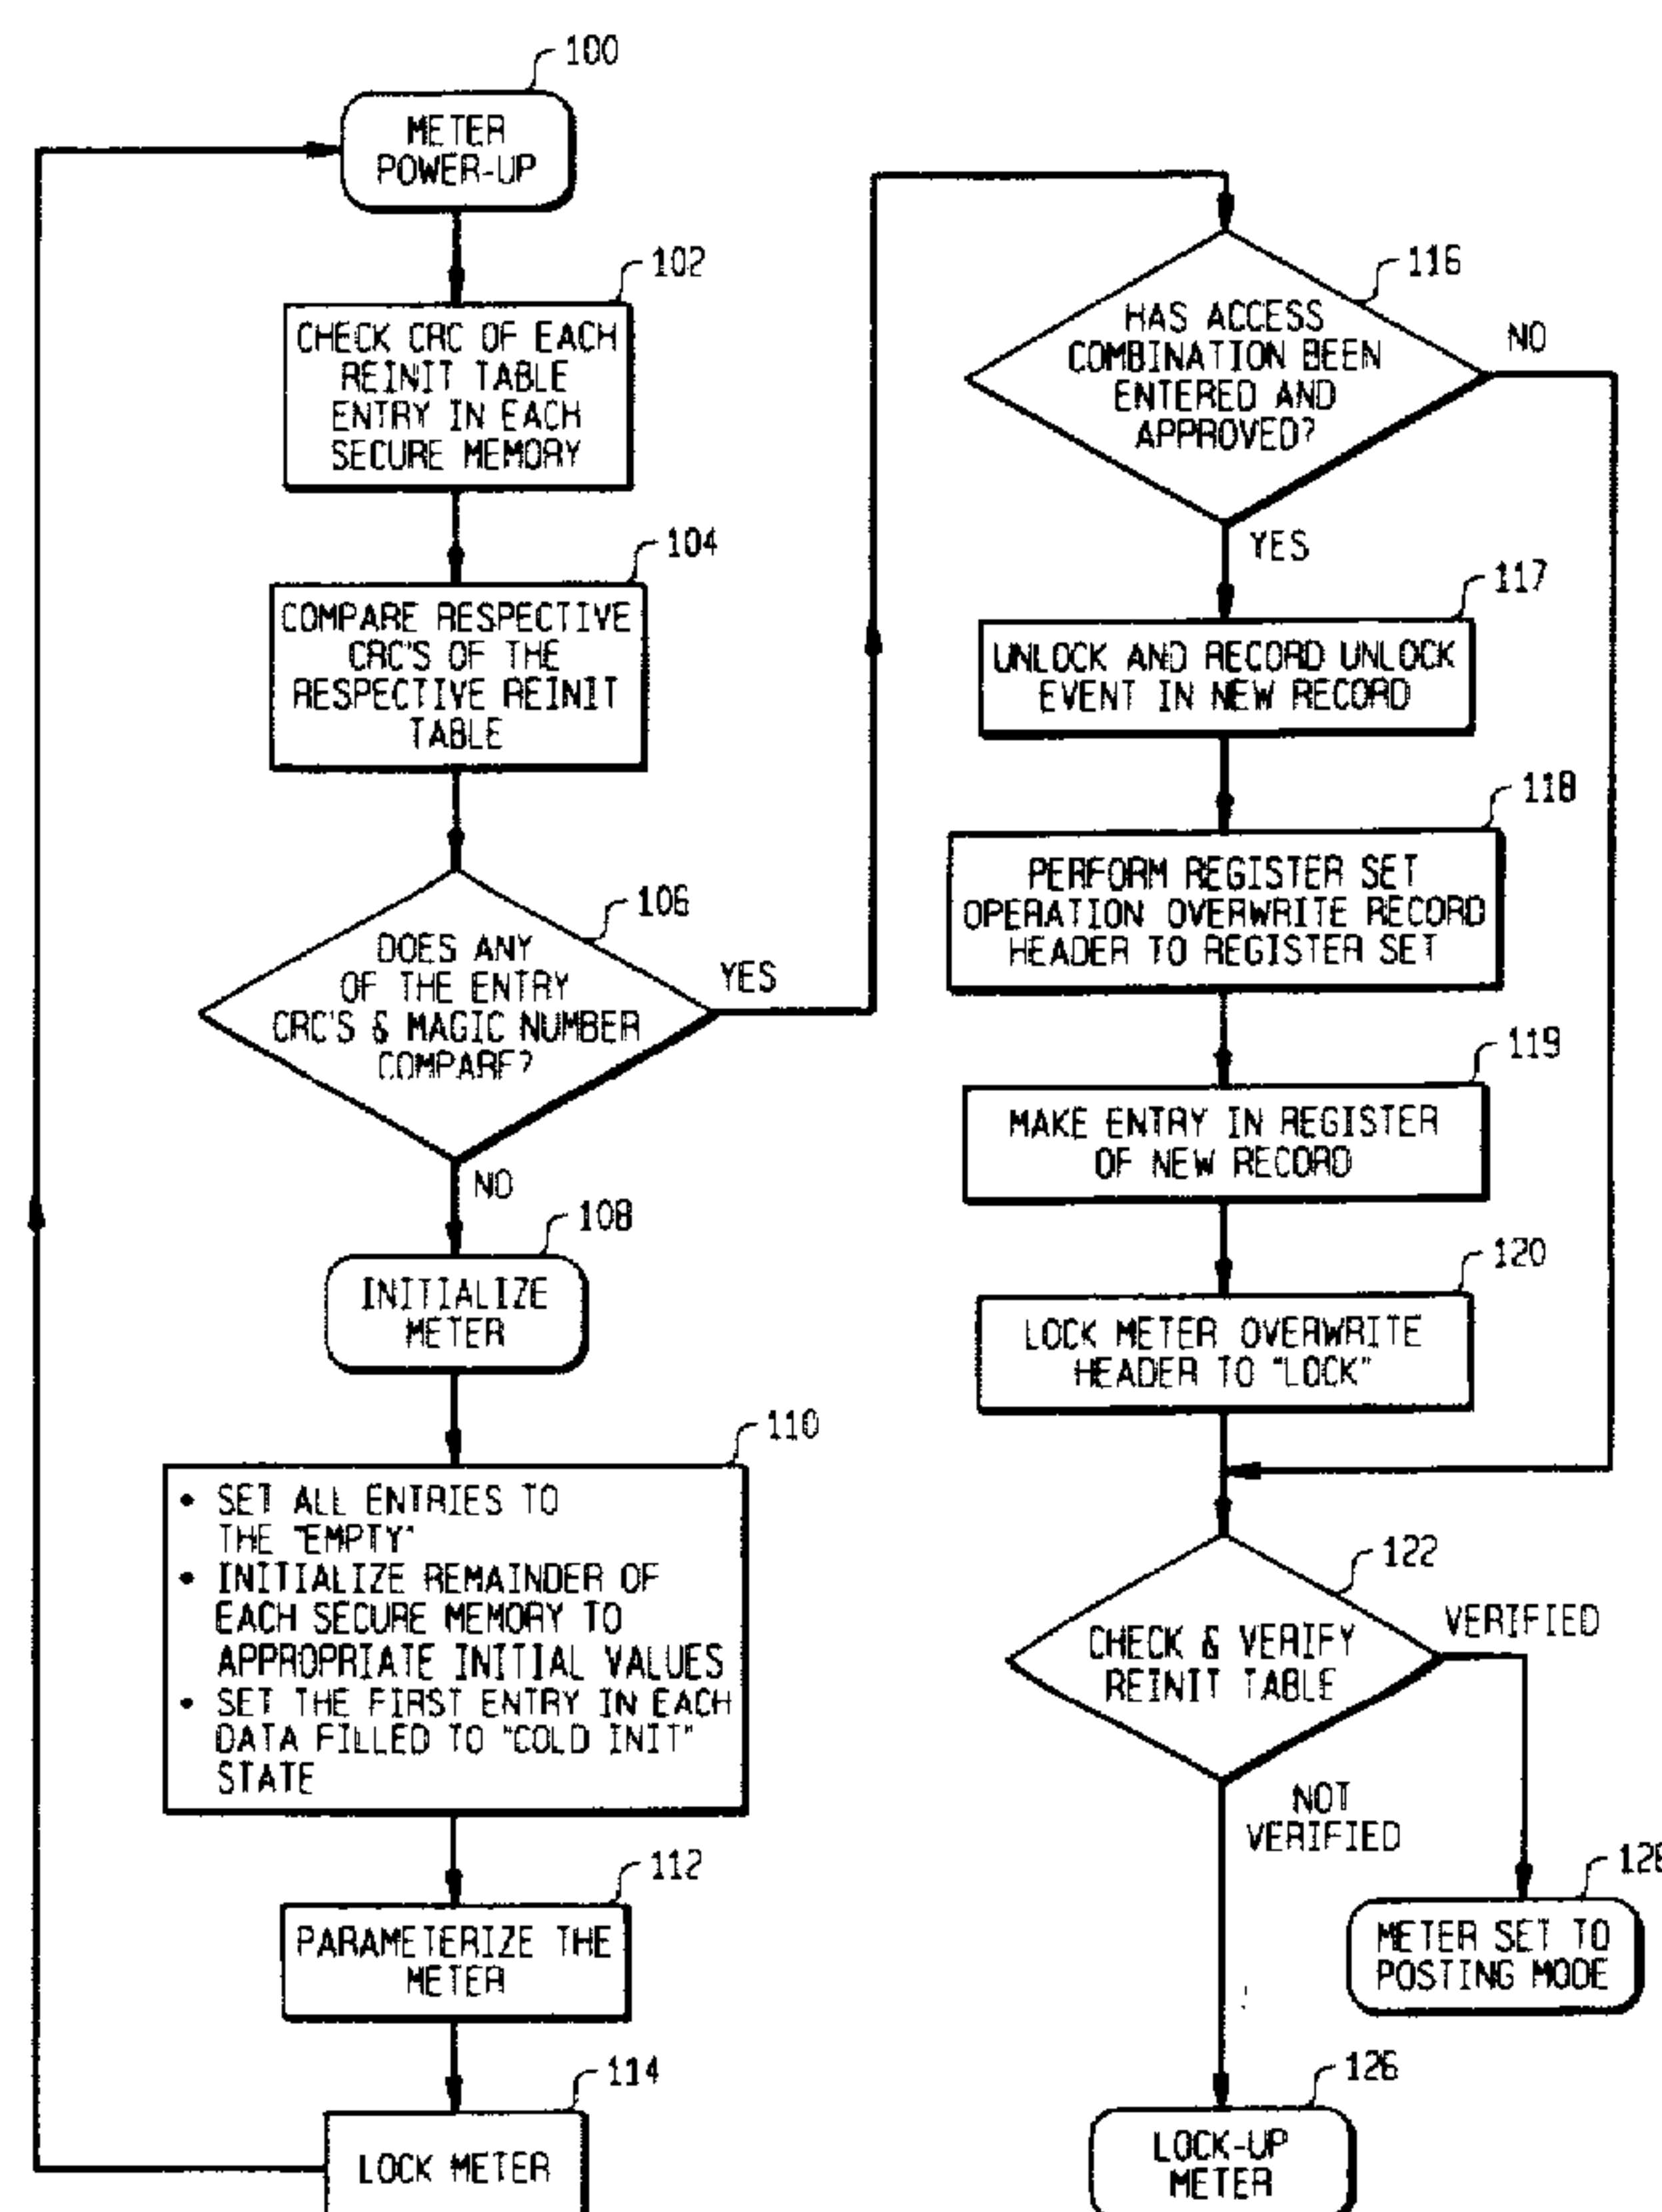 100
METER
POWER-UP
102
CHECK CRC OF EACH
REINIT TABLE
ENTRY IN EACH
SECURE MEMORY
104
COMPARE RESPECTIVE
CRC'S OF THE
RESPECTIVE REINIT
TABLE
106
DOES ANY
OF THE ENTRY
CRC'S & MAGIC NUMBER
COMPARE?
YES
NO
108
INITIALIZE
METER
110
• SET ALL ENTRIES TO
THE "EMPTY"
• INITIALIZE REMAINDER OF
EACH SECURE MEMORY TO
APPROPRIATE INITIAL VALUES
• SET THE FIRST ENTRY IN EACH
DATA FILLED TO "COLD INIT"
STATE
112
PARAMETERIZE THE
METER
114
LOCK METER
116
HAS ACCESS
COMBINATION BEEN
ENTERED AND
APPROVED?
NO
YES
117
UNLOCK AND RECORD UNLOCK
EVENT IN NEW RECORD
118
PERFORM REGISTER SET
OPERATION OVERWRITE RECORD
HEADER TO REGISTER SET
119
MAKE ENTRY IN REGISTER
OF NEW RECORD
120
LOCK METER OVERWRITE
HEADER TO "LOCK"
122
CHECK & VERIFY
REINIT TABLE
VERIFIED
NOT
VERIFIED
METER SET TO
POSTING MODE
126
LOCK-UP
METER